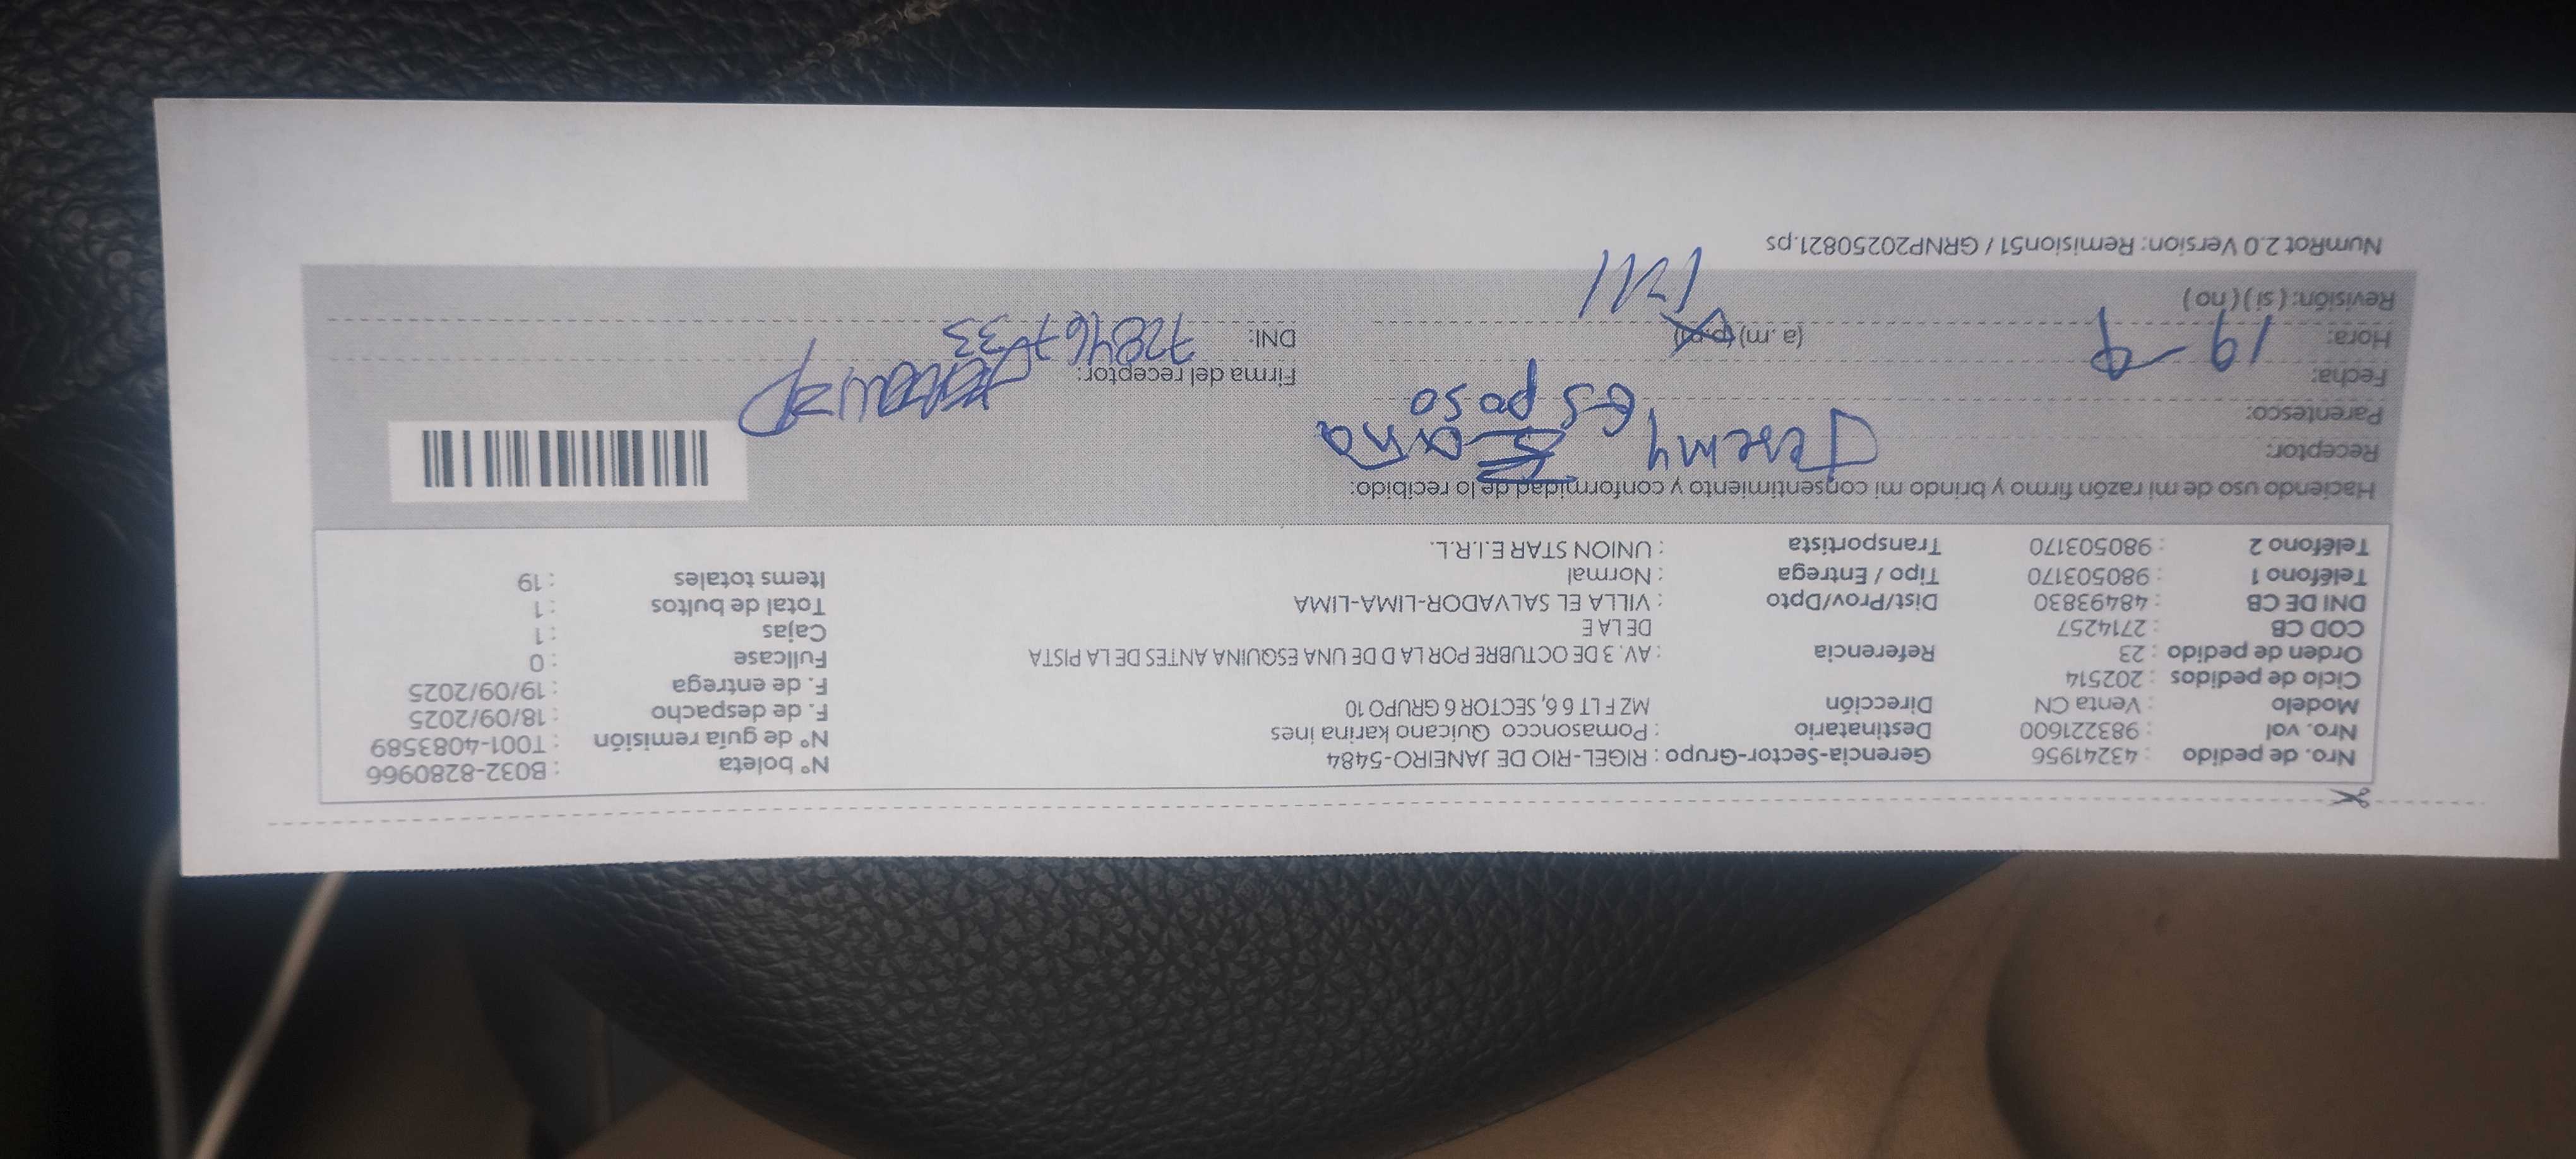 Nro. de pedido : 43241956 Gerencia-Sector-Grupo : RIGEL-RIO DE JANEIRO-5484 N° boleta : B032-8280966
Nro. vol : 983221600 Destinatario : Pomasoncco Quicano karina ines N° de guía remisión : T001-4083589
Modelo : Venta CN Dirección MZ F LT 6 6, SECTOR 6 GRUPO 10 F. de despacho : 18/09/2025
Ciclo de pedidos : 202514 F. de entrega : 19/09/2025
Orden de pedido : 23 Referencia : AV. 3 DE OCTUBRE POR LA D DE UNA ESQUINA ANTES DE LA PISTA Fullcase : 0
COD CB : 2714257 DE LA E Cajas : 1
DNI DE CB : 48493830 Dist/Prov/Dpto : VILLA EL SALVADOR-LIMA-LIMA Total de bultos : 1
Teléfono 1 : 980503170 Tipo / Entrega : Normal Items totales : 19
Teléfono 2 : 980503170 Transportista : UNION STAR E.I.R.L.
Haciendo uso de mi razón firmo y brindo mi consentimiento y conformidad de lo recibido:
Receptor: Jeremy
Parentesco: Esposo
Fecha: 19-9 Firma del receptor:
Hora: (a.m) (p.m) DNI: 72846733
Revisión: ( si ) ( no )
NumRot 2.0 Version: Remision51 / GRNP20250821.ps